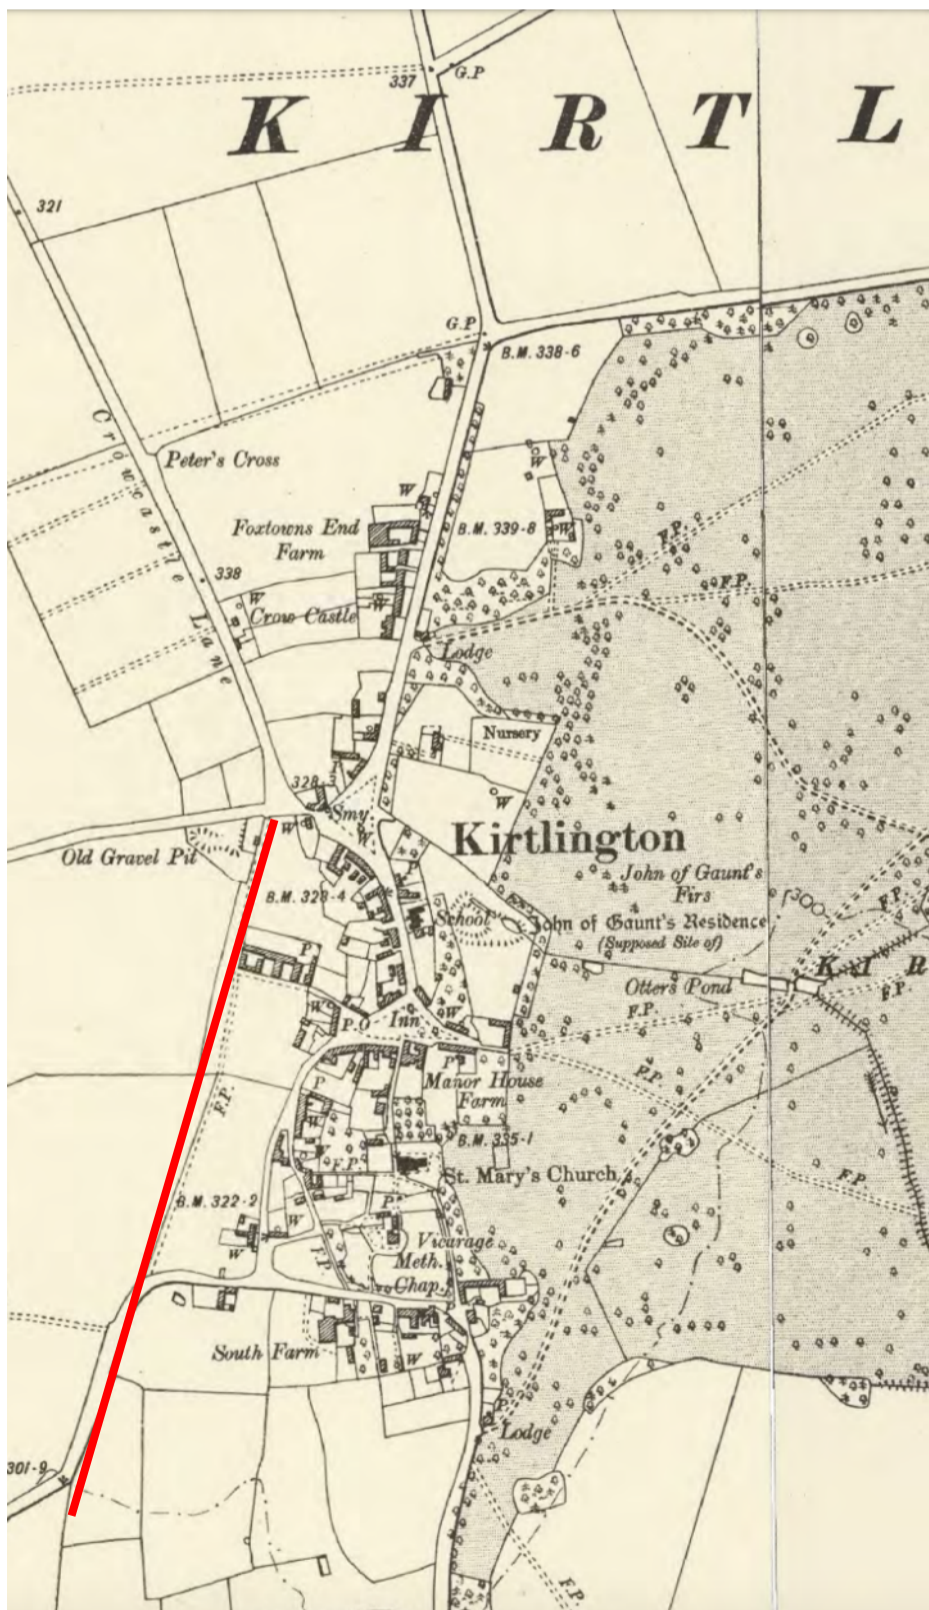 337
G.P
K I R T L
321
G.P
B.M. 338·6
Crowcastle Lane
Peter's Cross
W
W
Foxtowns End
Farm
B.M. 339·8
W
F.P.
338
W
Crow Castle
W
F.P.
Lodge
Nursery
328
W
Smy
W
W
Old Gravel Pit
Kirtlington
B.M. 328·4
P
John of Gaunt's
Firs
300
F.P.
School
John of Gaunt's Residence
(Supposed Site of)
P
K I R
W
P.O
Inn
W
Otters Pond
F.P.
F.P.
F.P.
P
P
Manor House
Farm
F.P.
W
B.M. 335·1
F.P.
St. Mary's Church
F.P.
B.M. 322·2
W
P
W
F.P.
Vicarage
Meth.
Chap.
South Farm
W
P
Lodge
301·9
F.P.